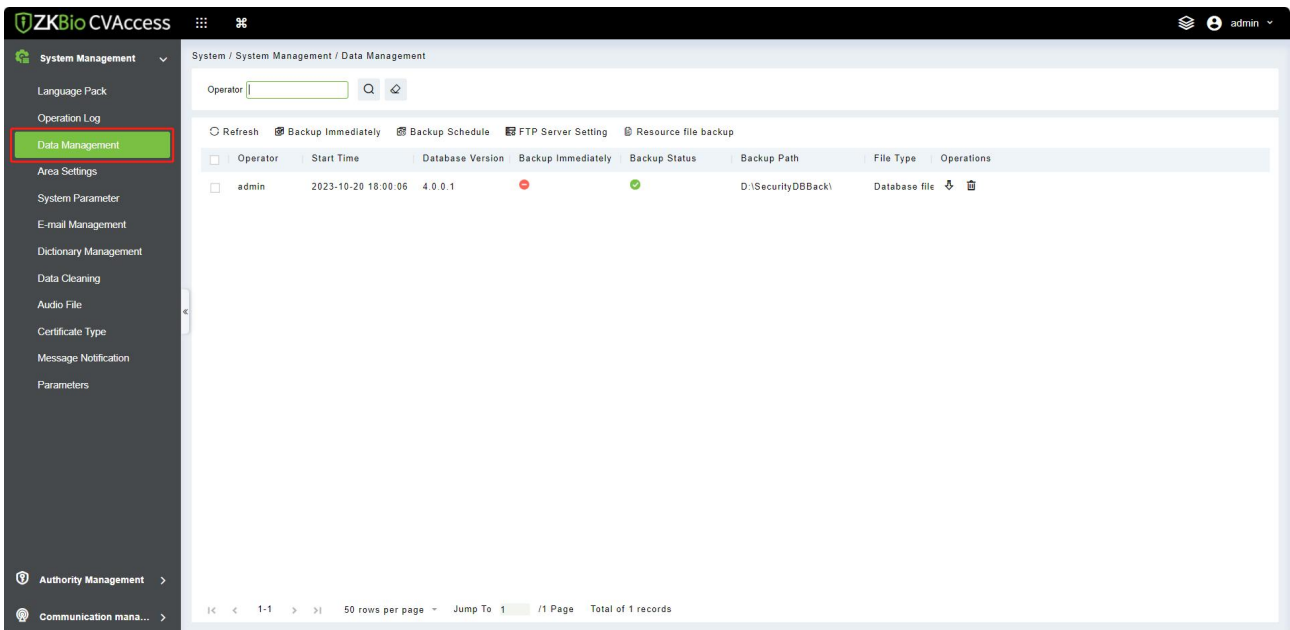 ZKBio CVAccess
admin
System Management
Language Pack
Operation Log
Data Management
Area Settings
System Parameter
E-mail Management
Dictionary Management
Data Cleaning
Audio File
Certificate Type
Message Notification
Parameters
Authority Management
Communication mana...
System / System Management / Data Management
Operator
Refresh Backup Immediately Backup Schedule FTP Server Setting Resource file backup
Operator Start Time Database Version Backup Immediately Backup Status Backup Path File Type Operations
admin 2023-10-20 18:00:06 4.0.0.1 D:\SecurityDBBack\ Database file
1-1 50 rows per page Jump To 1 /1 Page Total of 1 records